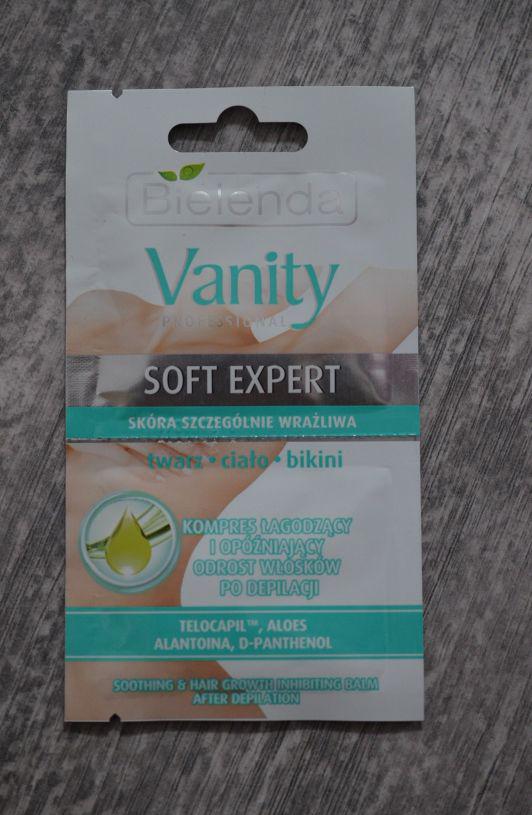 Bielenda
Vanity
PROFESSIONAL
SOFT EXPERT
SKÓRA SZCZEGÓLNIE WRAŻLIWA
twarz • ciało • bikini
KOMPRES ŁAGODZĄCY
I OPÓŹNIAJĄCY
ODROST WŁOSKÓW
PO DEPILACJI
TELOCAPIL™, ALOES
ALANTOINA, D-PANTHENOL
SOOTHING & HAIR GROWTH INHIBITING BALM
AFTER DEPILATION